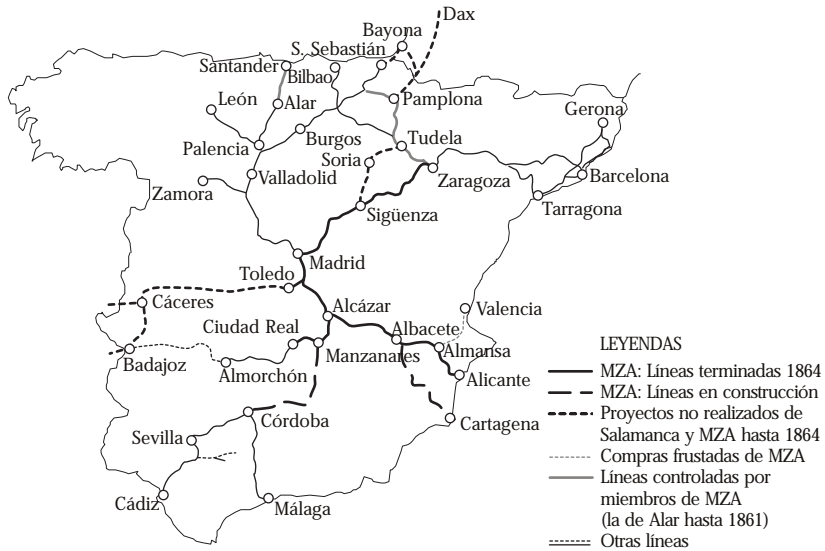 Dax
Bayona
S. Sebastián
Santander
Bilbao
León
Alar
Pamplona
Gerona
Burgos
Tudela
Palencia
Soria
Valladolid
Zaragoza
Barcelona
Zamora
Sigüenza
Tarragona
Madrid
Toledo
Cáceres
Alcázar
Valencia
Ciudad Real
Albacete
Badajoz
Manzanares
Almansa
Almorchón
Alicante
Córdoba
Cartagena
Sevilla
Cádiz
Málaga
LEYENDAS
MZA: Líneas terminadas 1864
MZA: Líneas en construcción
Proyectos no realizados de
Salamanca y MZA hasta 1864
Compras frustadas de MZA
Líneas controladas por
miembros de MZA
(la de Alar hasta 1861)
Otras líneas